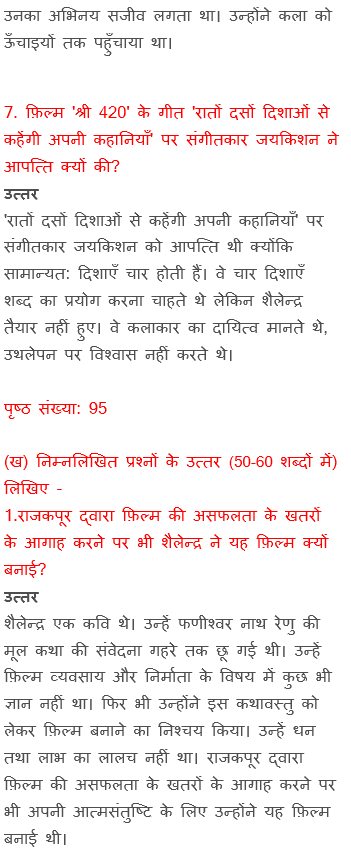 उनका अभिनय सजीव लगता था। उन्होंने कला को
ऊँचाइयों तक पहुँचाया था।
7. फ़िल्म 'श्री 420' के गीत 'रातों दसों दिशाओं से
कहेंगी अपनी कहानियाँ' पर संगीतकार जयकिशन ने
आपत्ति क्यों की?
उत्तर
'रातों दसों दिशाओं से कहेंगी अपनी कहानियाँ' पर
संगीतकार जयकिशन को आपत्ति थी क्योंकि
सामान्यत: दिशाएँ चार होती हैं। वे चार दिशाएँ
शब्द का प्रयोग करना चाहते थे लेकिन शैलेन्द्र
तैयार नहीं हुए। वे कलाकार का दायित्व मानते थे,
उथलेपन पर विश्वास नहीं करते थे।
पृष्ठ संख्या: 95
(ख) निम्नलिखित प्रश्नों के उत्तर (50-60 शब्दों में)
लिखिए -
1.राजकपूर द्वारा फ़िल्म की असफलता के खतरों
के आगाह करने पर भी शैलेन्द्र ने यह फ़िल्म क्यों
बनाई?
उत्तर
शैलेन्द्र एक कवि थे। उन्हें फणीश्वर नाथ रेणु की
मूल कथा की संवेदना गहरे तक छू गई थी। उन्हें
फ़िल्म व्यवसाय और निर्माता के विषय में कुछ भी
ज्ञान नहीं था। फिर भी उन्होंने इस कथावस्तु को
लेकर फ़िल्म बनाने का निश्चय किया। उन्हें धन
तथा लाभ का लालच नहीं था। राजकपूर द्वारा
फ़िल्म की असफलता के खतरों के आगाह करने पर
भी अपनी आत्मसंतुष्टि के लिए उन्होंने यह फ़िल्म
बनाई थी।